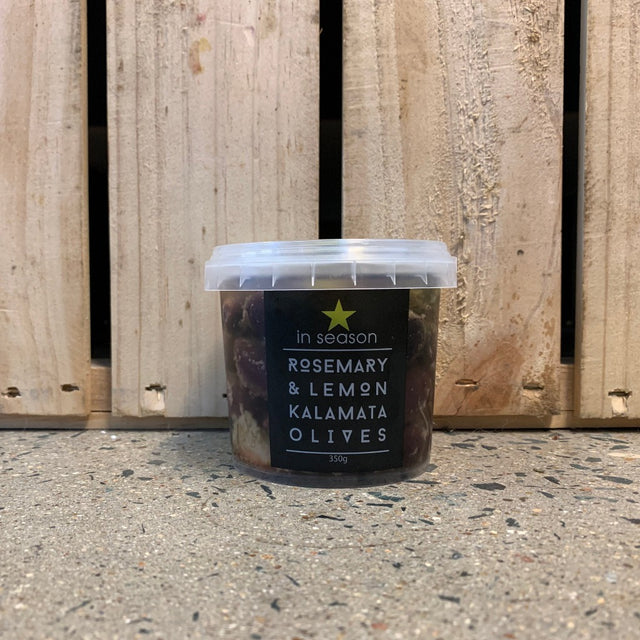 in season
ROSEMARY
& LEMON
KALAMATA
OLIVES
350g